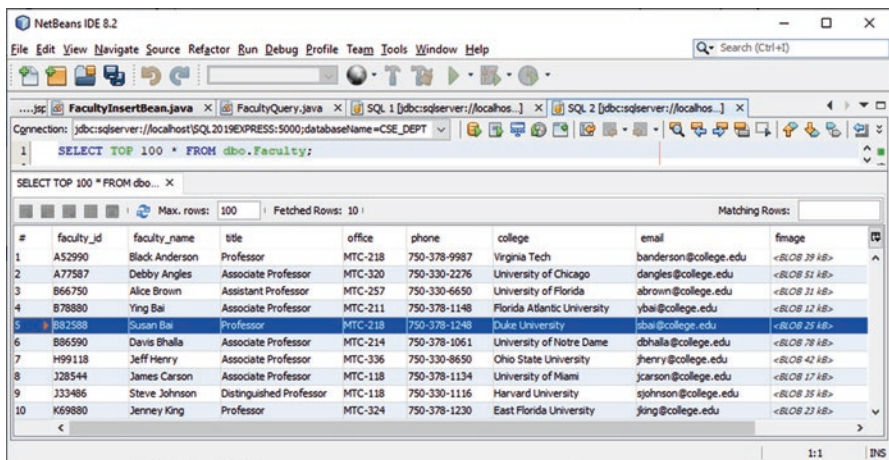 NetBeans IDE 8.2
File Edit View Navigate Source Refactor Run Debug Profile Team Tools Window Help
Search (Ctrl+I)
....jsp FacultyInsertBean.java FacultyQuery.java SQL 1 [jdbc:sqlserver://localhos...] SQL 2 [jdbc:sqlserver://localhos...]
Connection: jdbc:sqlserver://localhost\SQL2019EXPRESS:5000;databaseName=CSE_DEPT
1 SELECT TOP 100 * FROM dbo.Faculty;
SELECT TOP 100 * FROM dbo...
Max. rows: 100 Fetched Rows: 10 Matching Rows:
# faculty_id faculty_name title office phone college email fimage
1 A52990 Black Anderson Professor MTC-218 750-378-9987 Virginia Tech banderson@college.edu <BLOB 39 kB>
2 A77587 Debby Angles Associate Professor MTC-320 750-330-2276 University of Chicago dangles@college.edu <BLOB 51 kB>
3 B66750 Alice Brown Assistant Professor MTC-257 750-330-6650 University of Florida abrown@college.edu <BLOB 31 kB>
4 B78880 Ying Bai Associate Professor MTC-211 750-378-1148 Florida Atlantic University ybai@college.edu <BLOB 12 kB>
5 B82588 Susan Bai Professor MTC-218 750-378-1248 Duke University sbai@college.edu <BLOB 25 kB>
6 B86590 Davis Bhalla Associate Professor MTC-214 750-378-1061 University of Notre Dame dbhalla@college.edu <BLOB 78 kB>
7 H99118 Jeff Henry Associate Professor MTC-336 750-330-8650 Ohio State University jhenry@college.edu <BLOB 42 kB>
8 J28544 James Carson Associate Professor MTC-118 750-378-1134 University of Miami jcarson@college.edu <BLOB 17 kB>
9 J33486 Steve Johnson Distinguished Professor MTC-118 750-330-1116 Harvard University sjohnson@college.edu <BLOB 35 kB>
10 K69880 Jenney King Professor MTC-324 750-378-1230 East Florida University jking@college.edu <BLOB 23 kB>
1:1 INS